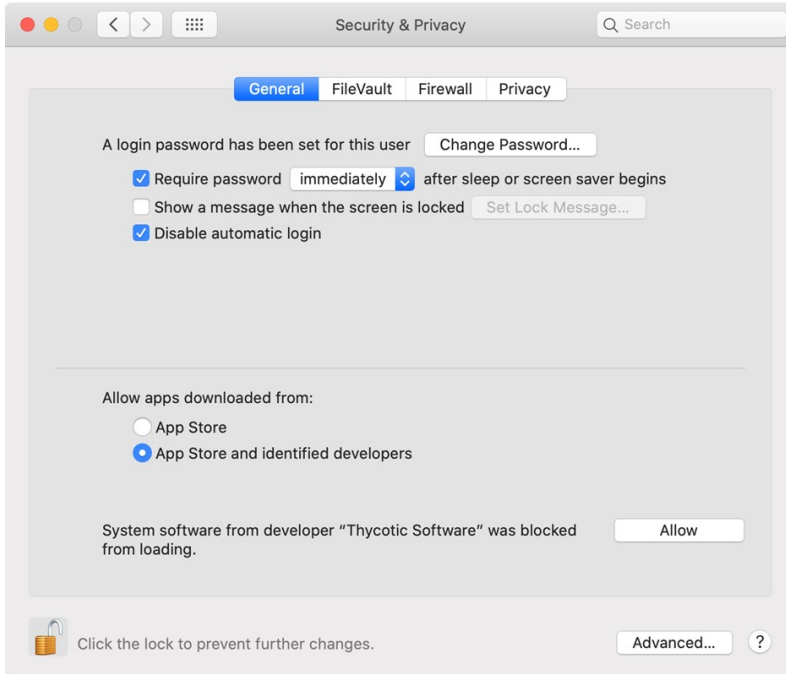 Security & Privacy
Search
General FileVault Firewall Privacy
A login password has been set for this user Change Password...
Require password immediately after sleep or screen saver begins
Show a message when the screen is locked Set Lock Message...
Disable automatic login
Allow apps downloaded from:
App Store
App Store and identified developers
System software from developer “Thycotic Software” was blocked
from loading.
Allow
Click the lock to prevent further changes.
Advanced... ?